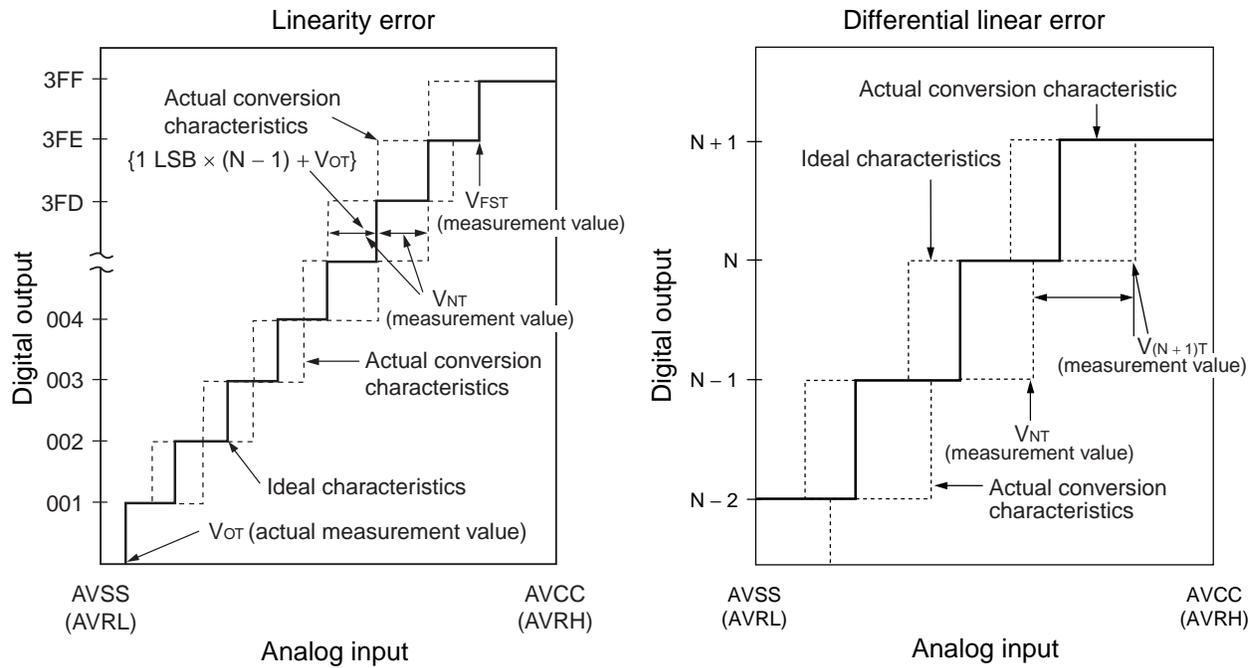 Linearity error
3FF
3FE
3FD
004
003
002
001
Digital output
Actual conversion
characteristics
{1 LSB × (N − 1) + VOT}
VFST
(measurement value)
VNT
(measurement value)
Actual conversion
characteristics
Ideal characteristics
VOT (actual measurement value)
AVSS
(AVRL)
AVCC
(AVRH)
Analog input
Differential linear error
N + 1
N
N − 1
N − 2
Digital output
Actual conversion characteristic
Ideal characteristics
V(N + 1)T
(measurement value)
VNT
(measurement value)
Actual conversion
characteristics
AVSS
(AVRL)
AVCC
(AVRH)
Analog input